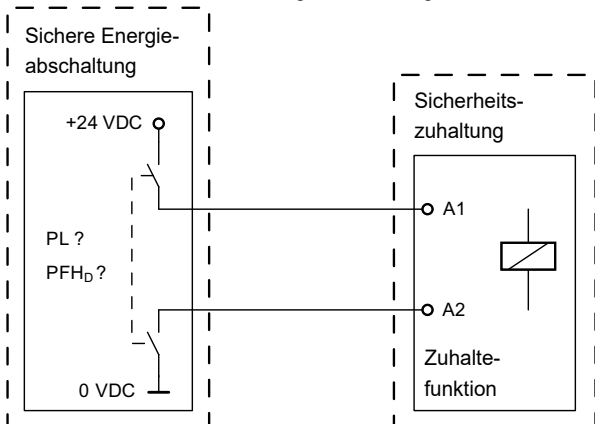 Sichere Energie-
abschaltung
+24 VDC
PL ?
PFHD ?
0 VDC
Sicherheits-
zuhaltung
A1
A2
Zuhalte-
funktion